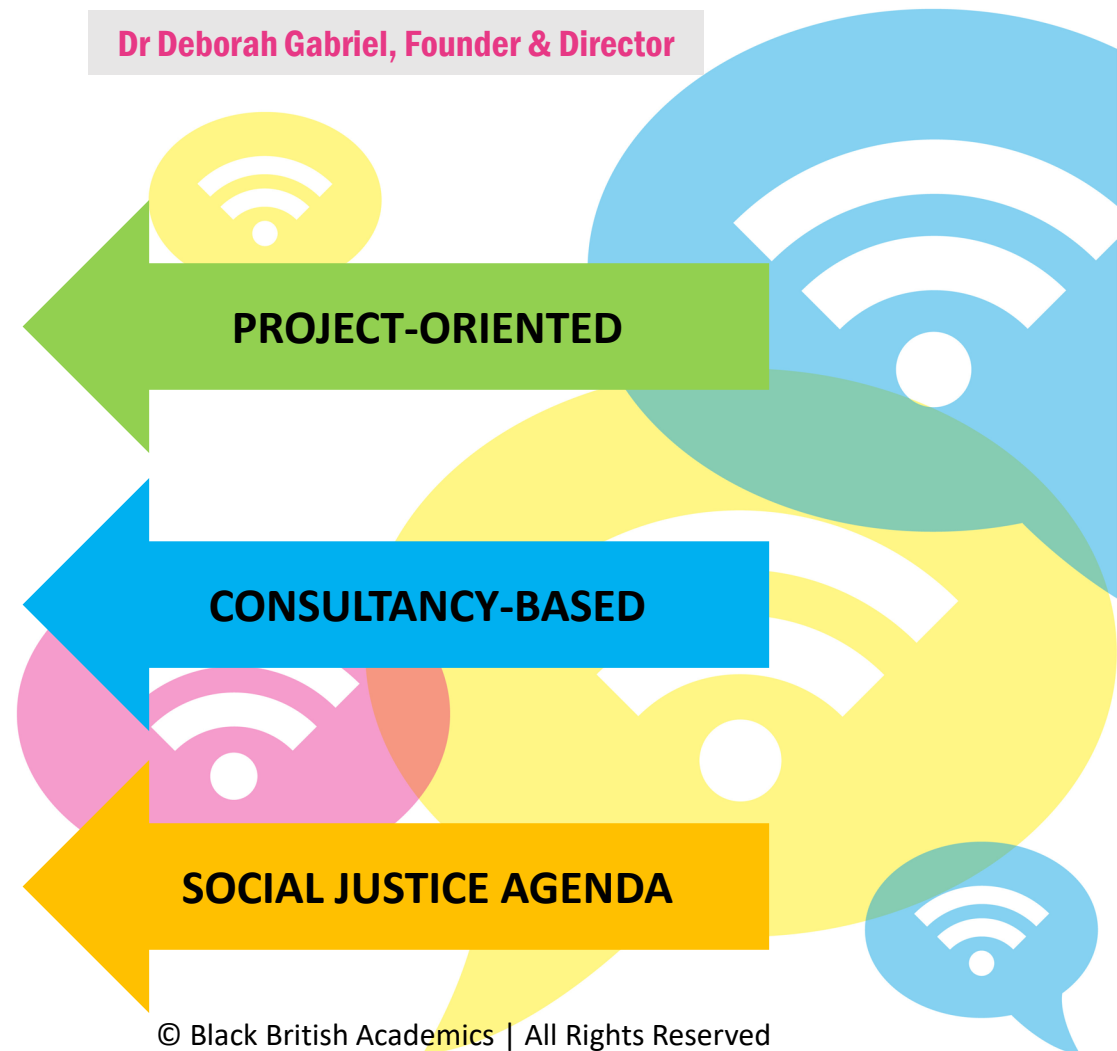 Dr Deborah Gabriel, Founder & Director
PROJECT-ORIENTED
CONSULTANCY-BASED
SOCIAL JUSTICE AGENDA
© Black British Academics | All Rights Reserved